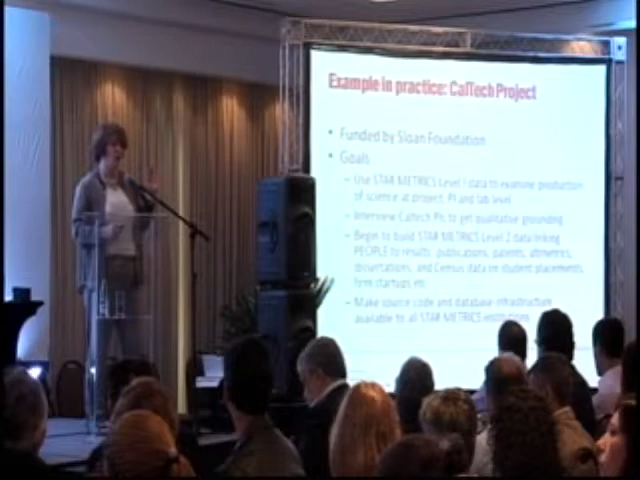 Example in practice: CalTech Project
• Funded by Sloan Foundation
• Goals
– Use STAR METRICS Level I data to examine production
of science at project, PI and lab level
– Interview Caltech PIs to get qualitative grounding
– Begin to build STAR METRICS Level 2 data linking
PEOPLE to results: publications, patents, altmetrics,
dissertations, and Census data on student placements,
firm startups etc
– Make source code and database infrastructure
available to all STAR METRICS institutions